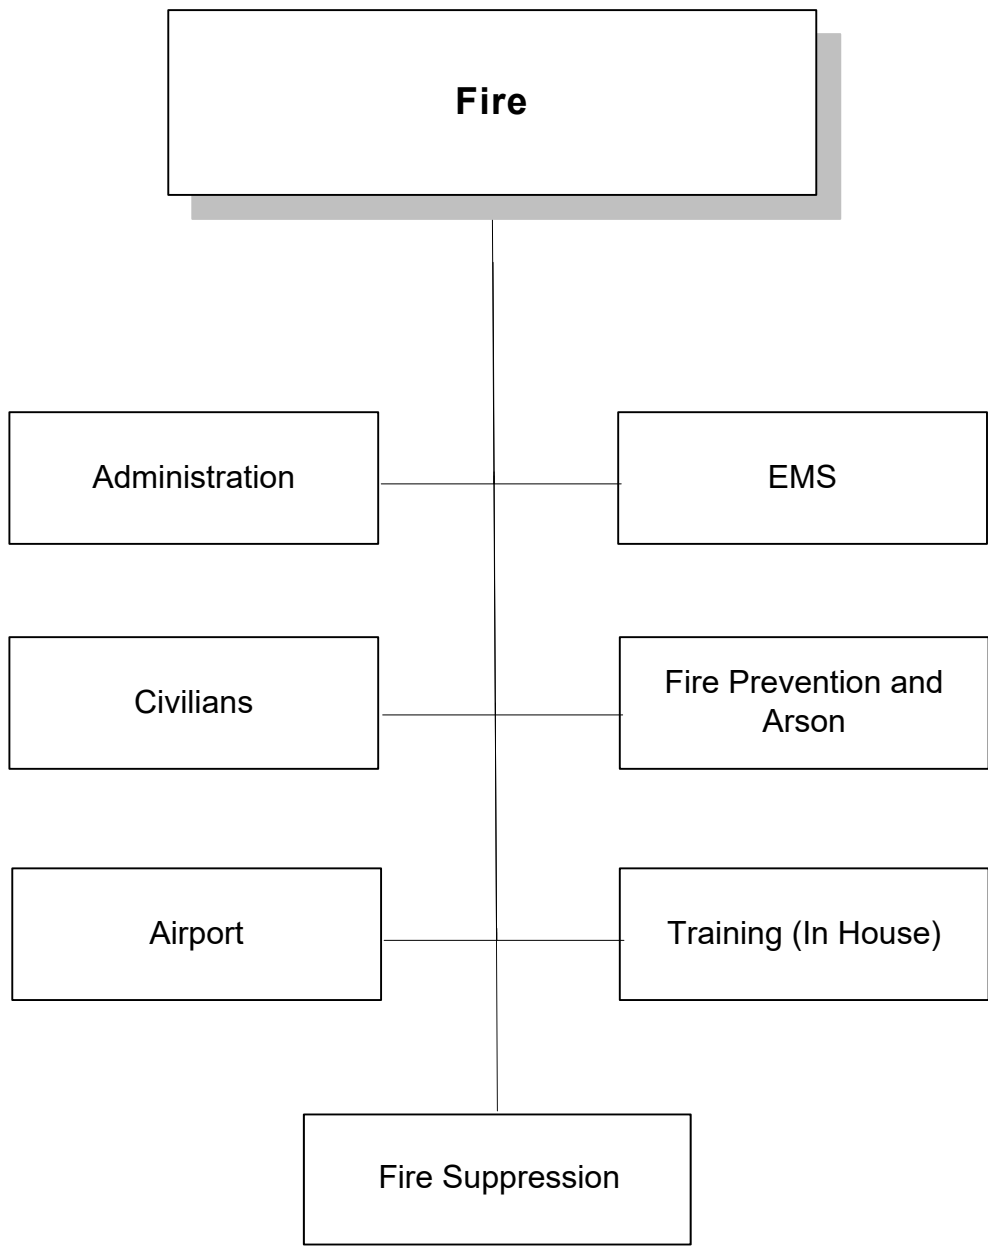 Fire
Administration
EMS
Civilians
Fire Prevention and
Arson
Airport
Training (In House)
Fire Suppression